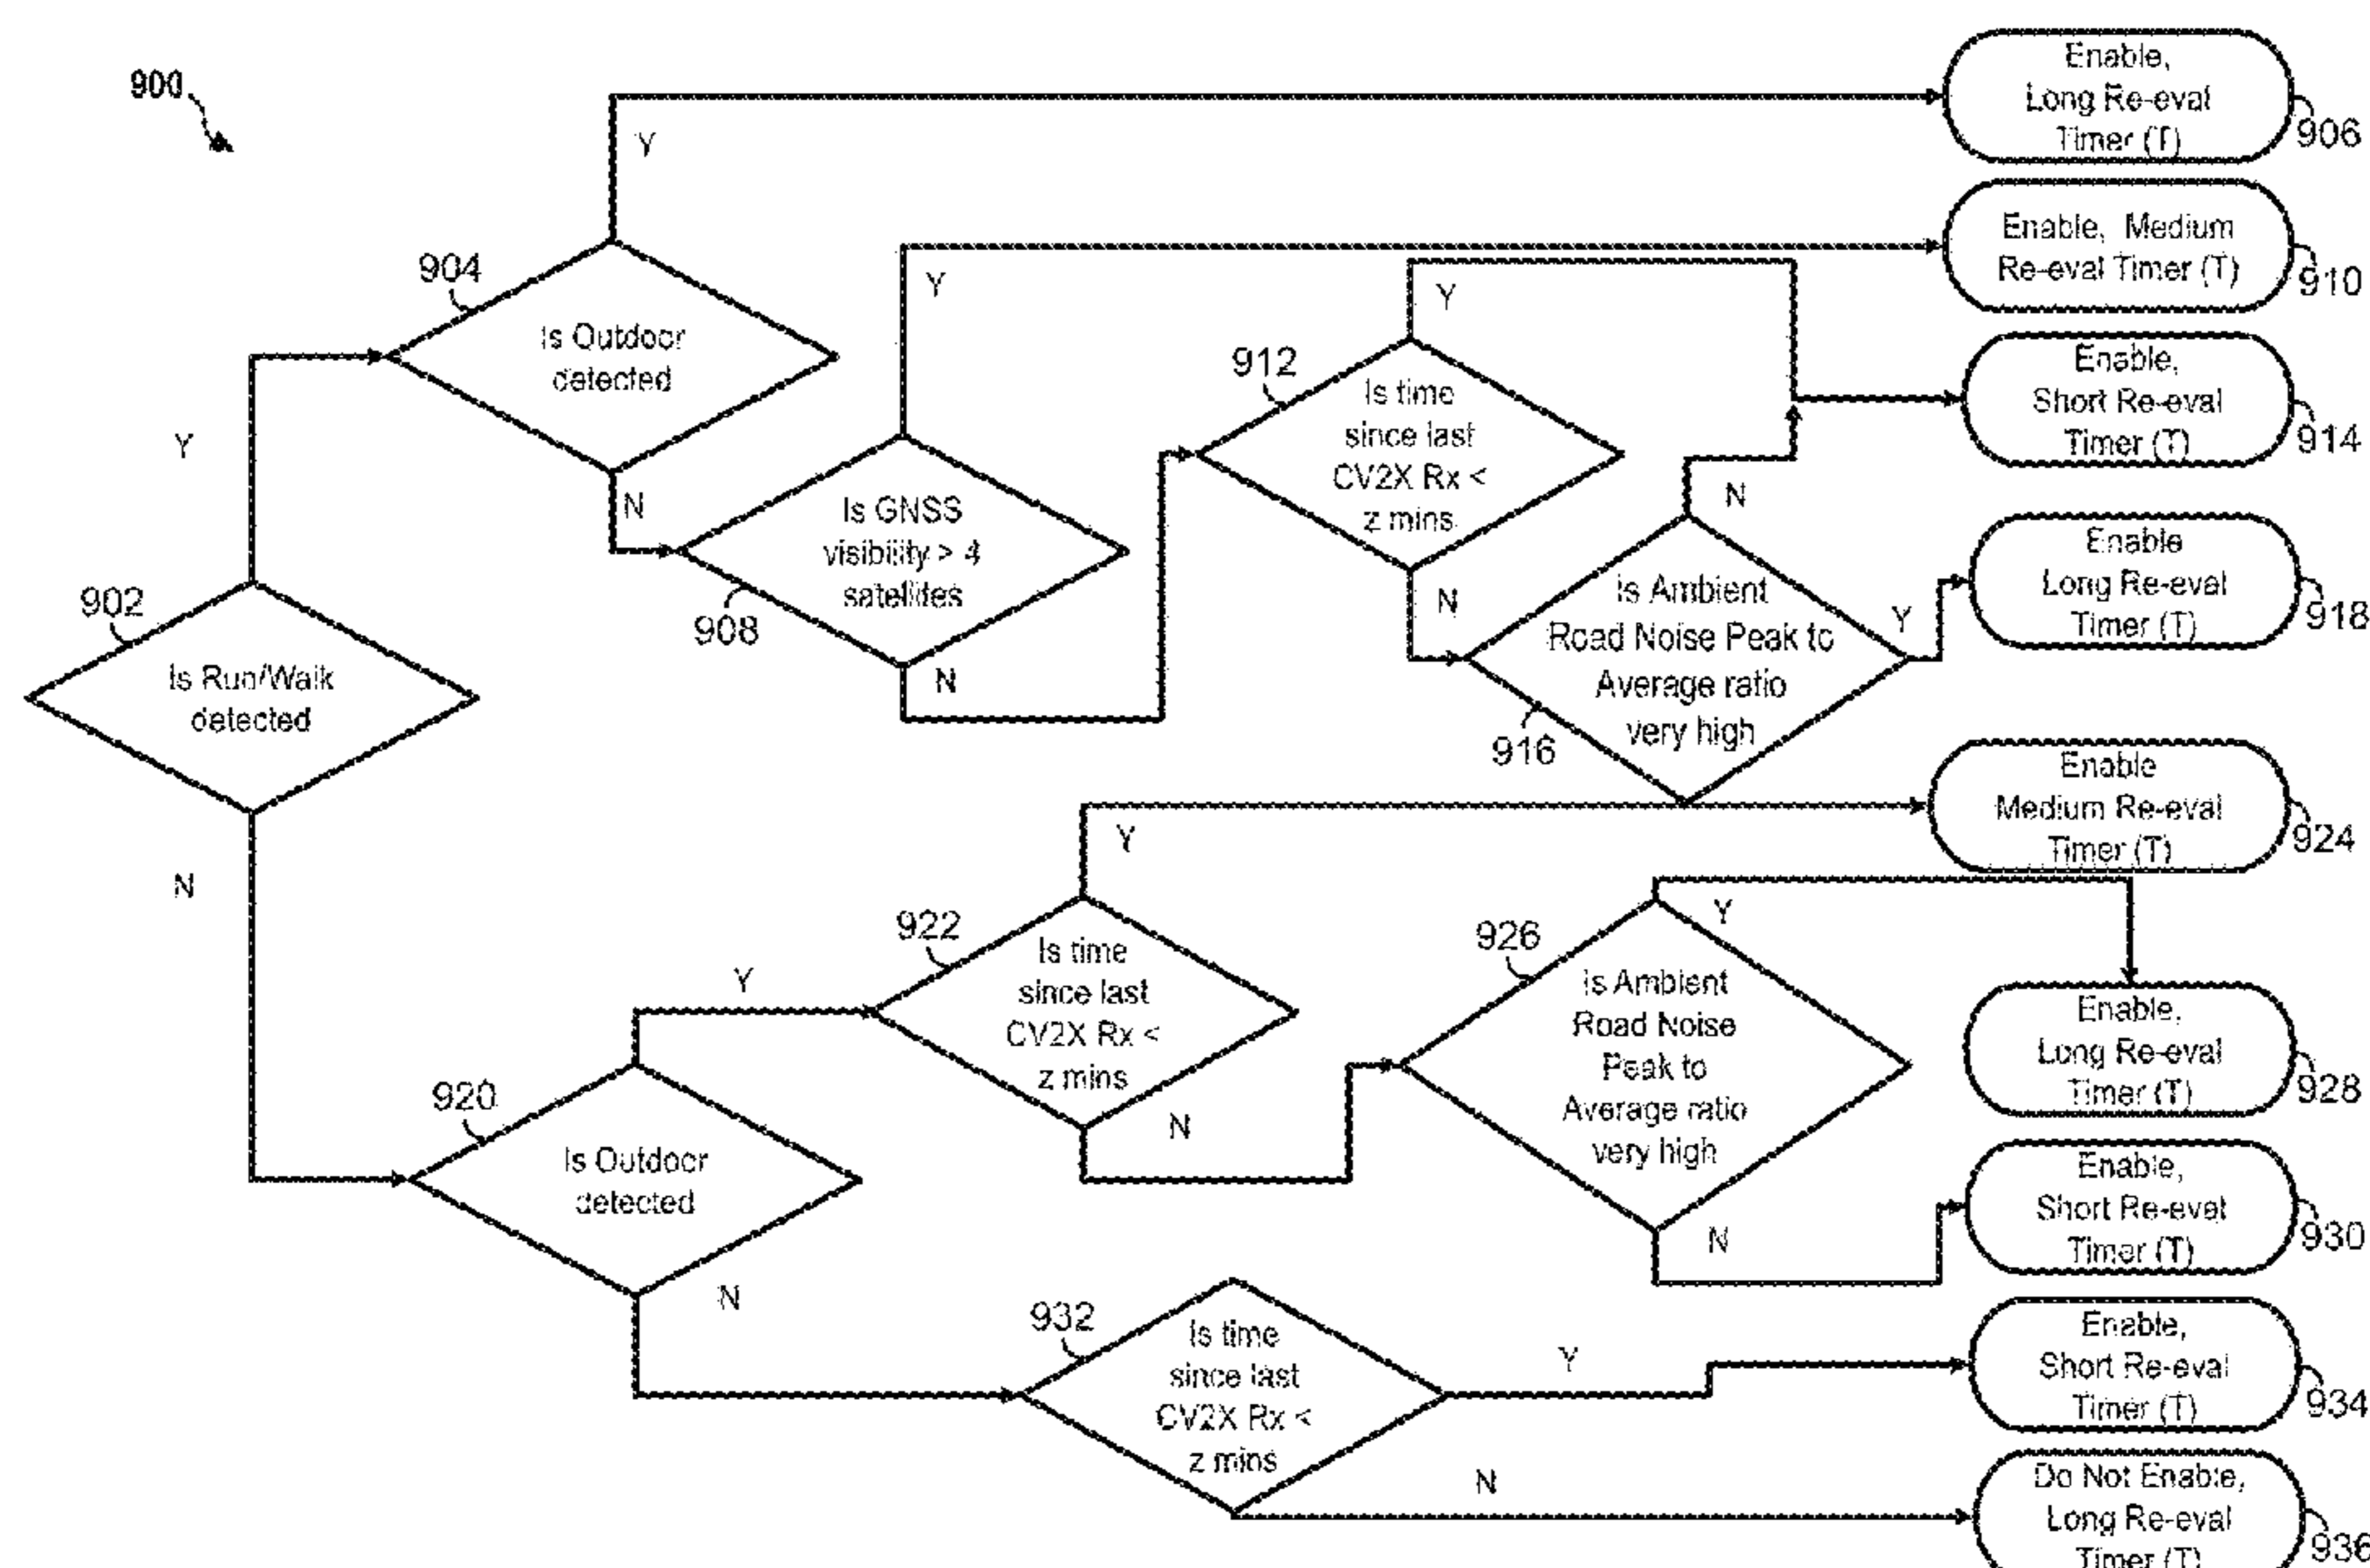 900
Enable,
Long Re-eval
Timer (T)
906
Enable, Medium
Re-eval Timer (T)
910
Y
904
Is Outdoor
detected
N
Y
Y
912
Is time
since last
CV2X Rx <
z mins
N
Enable,
Short Re-eval
Timer (T)
914
Y
Is GNSS
visibility > 4
satellites
908
N
N
Is Ambient
Road Noise Peak to
Average ratio
very high
916
Y
Enable
Long Re-eval
Timer (T)
918
902
Is Run/Walk
detected
N
Enable
Medium Re-eval
Timer (T)
924
Y
922
Is time
since last
CV2X Rx <
z mins
N
Y
926
Is Ambient
Road Noise
Peak to
Average ratio
very high
N
Y
Enable,
Long Re-eval
Timer (T)
928
920
Is Outdoor
detected
N
Enable,
Short Re-eval
Timer (T)
930
932
Is time
since last
CV2X Rx <
z mins
Y
N
Enable,
Short Re-eval
Timer (T)
934
Do Not Enable,
Long Re-eval
Timer (T)
936